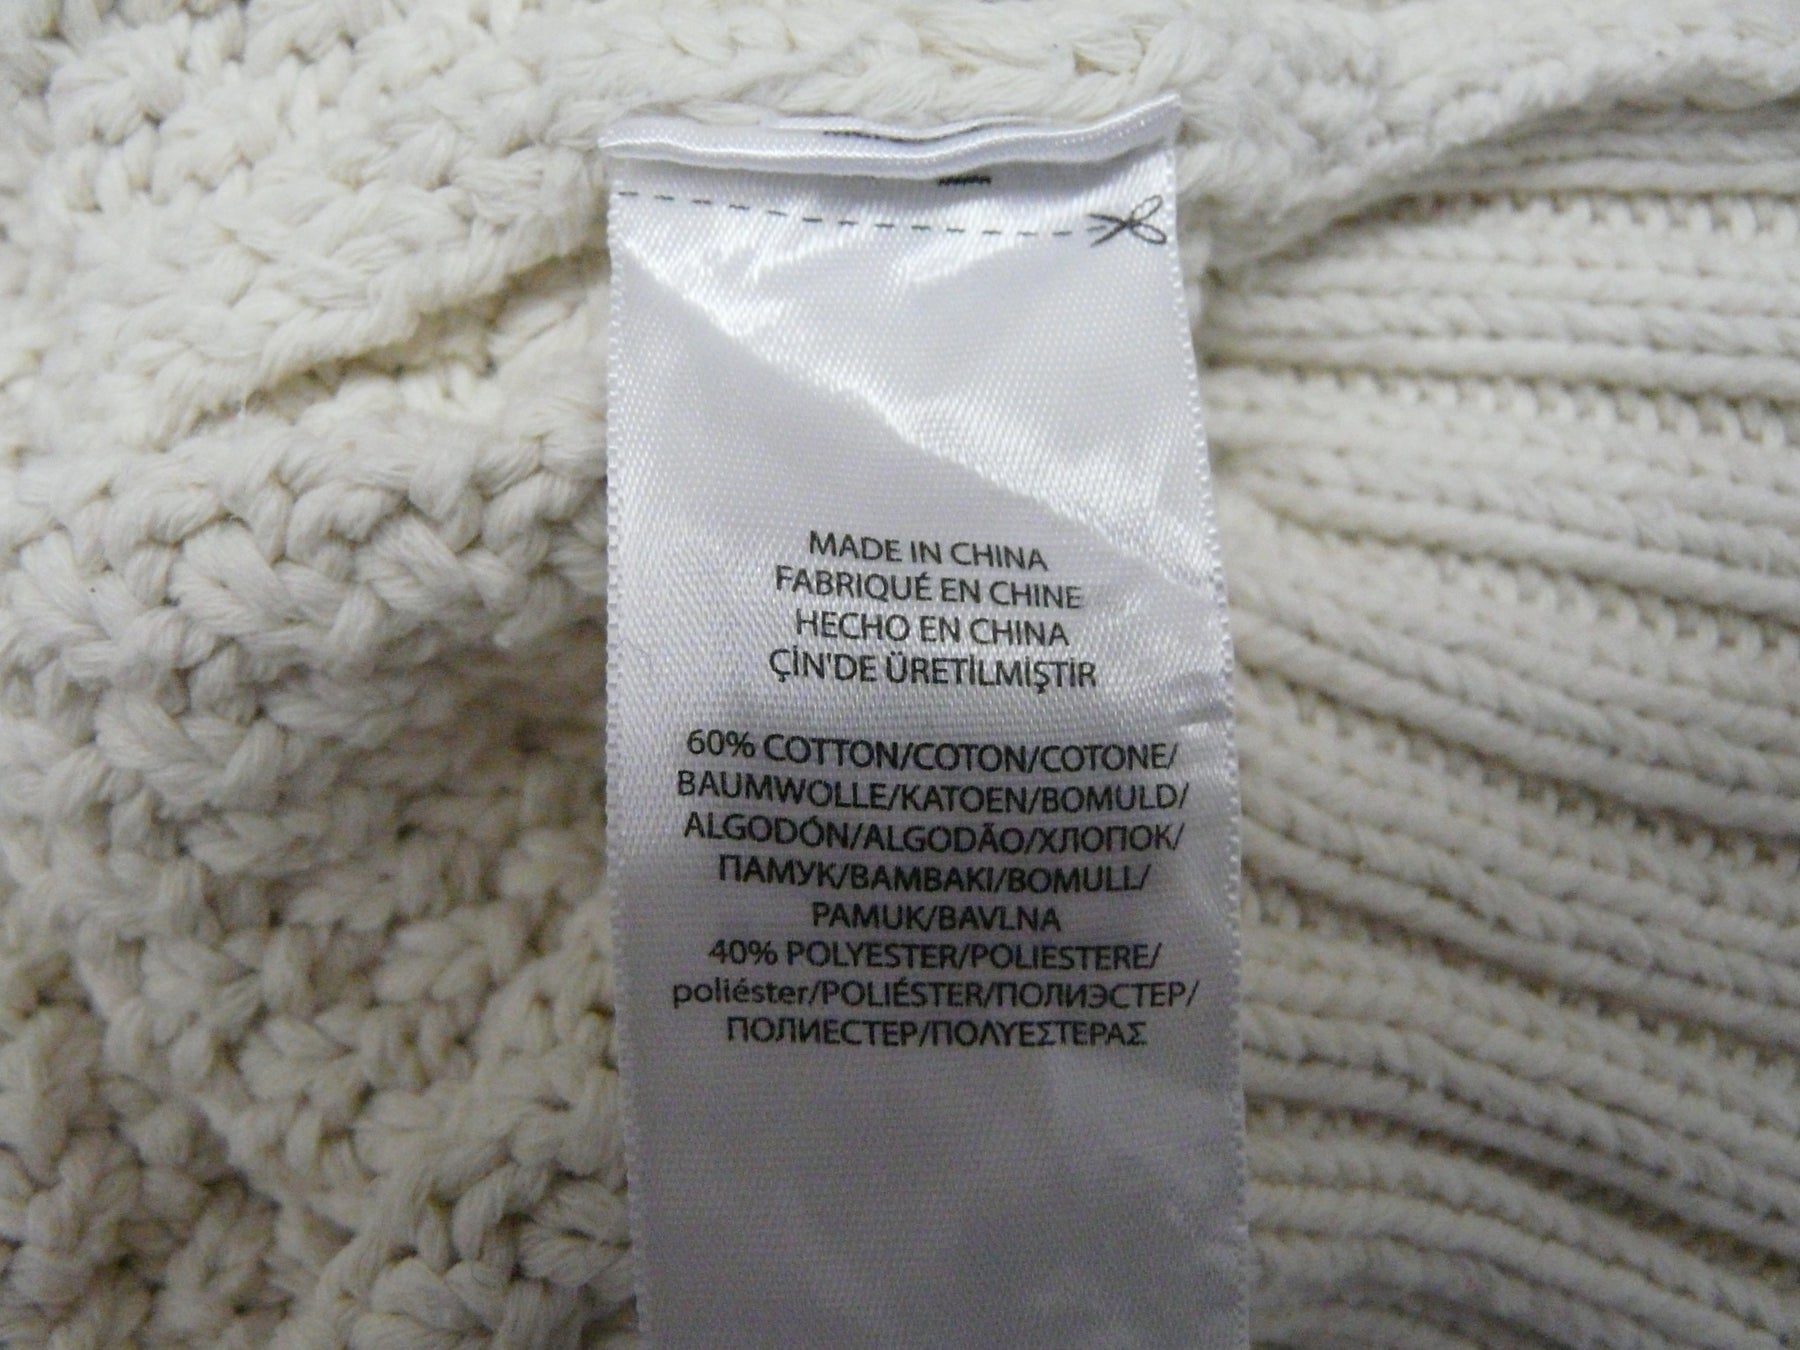 MADE IN CHINA
FABRIQUÉ EN CHINE
HECHO EN CHINA
ÇİN'DE ÜRETİLMİŞTİR
60% COTTON/COTON/COTONE/
BAUMWOLLE/KATOEN/BOMULD/
ALGODÓN/ALGODÃO/ХЛОПОК/
ПАМУК/BAMBAKI/BOMULL/
PAMUK/BAVLNA
40% POLYESTER/POLIESTERE/
poliéster/POLIÉSTER/ПОЛИЭСТЕР/
ПОЛИЕСТЕР/ΠΟΛΥΕΣΤΕΡΑΣ